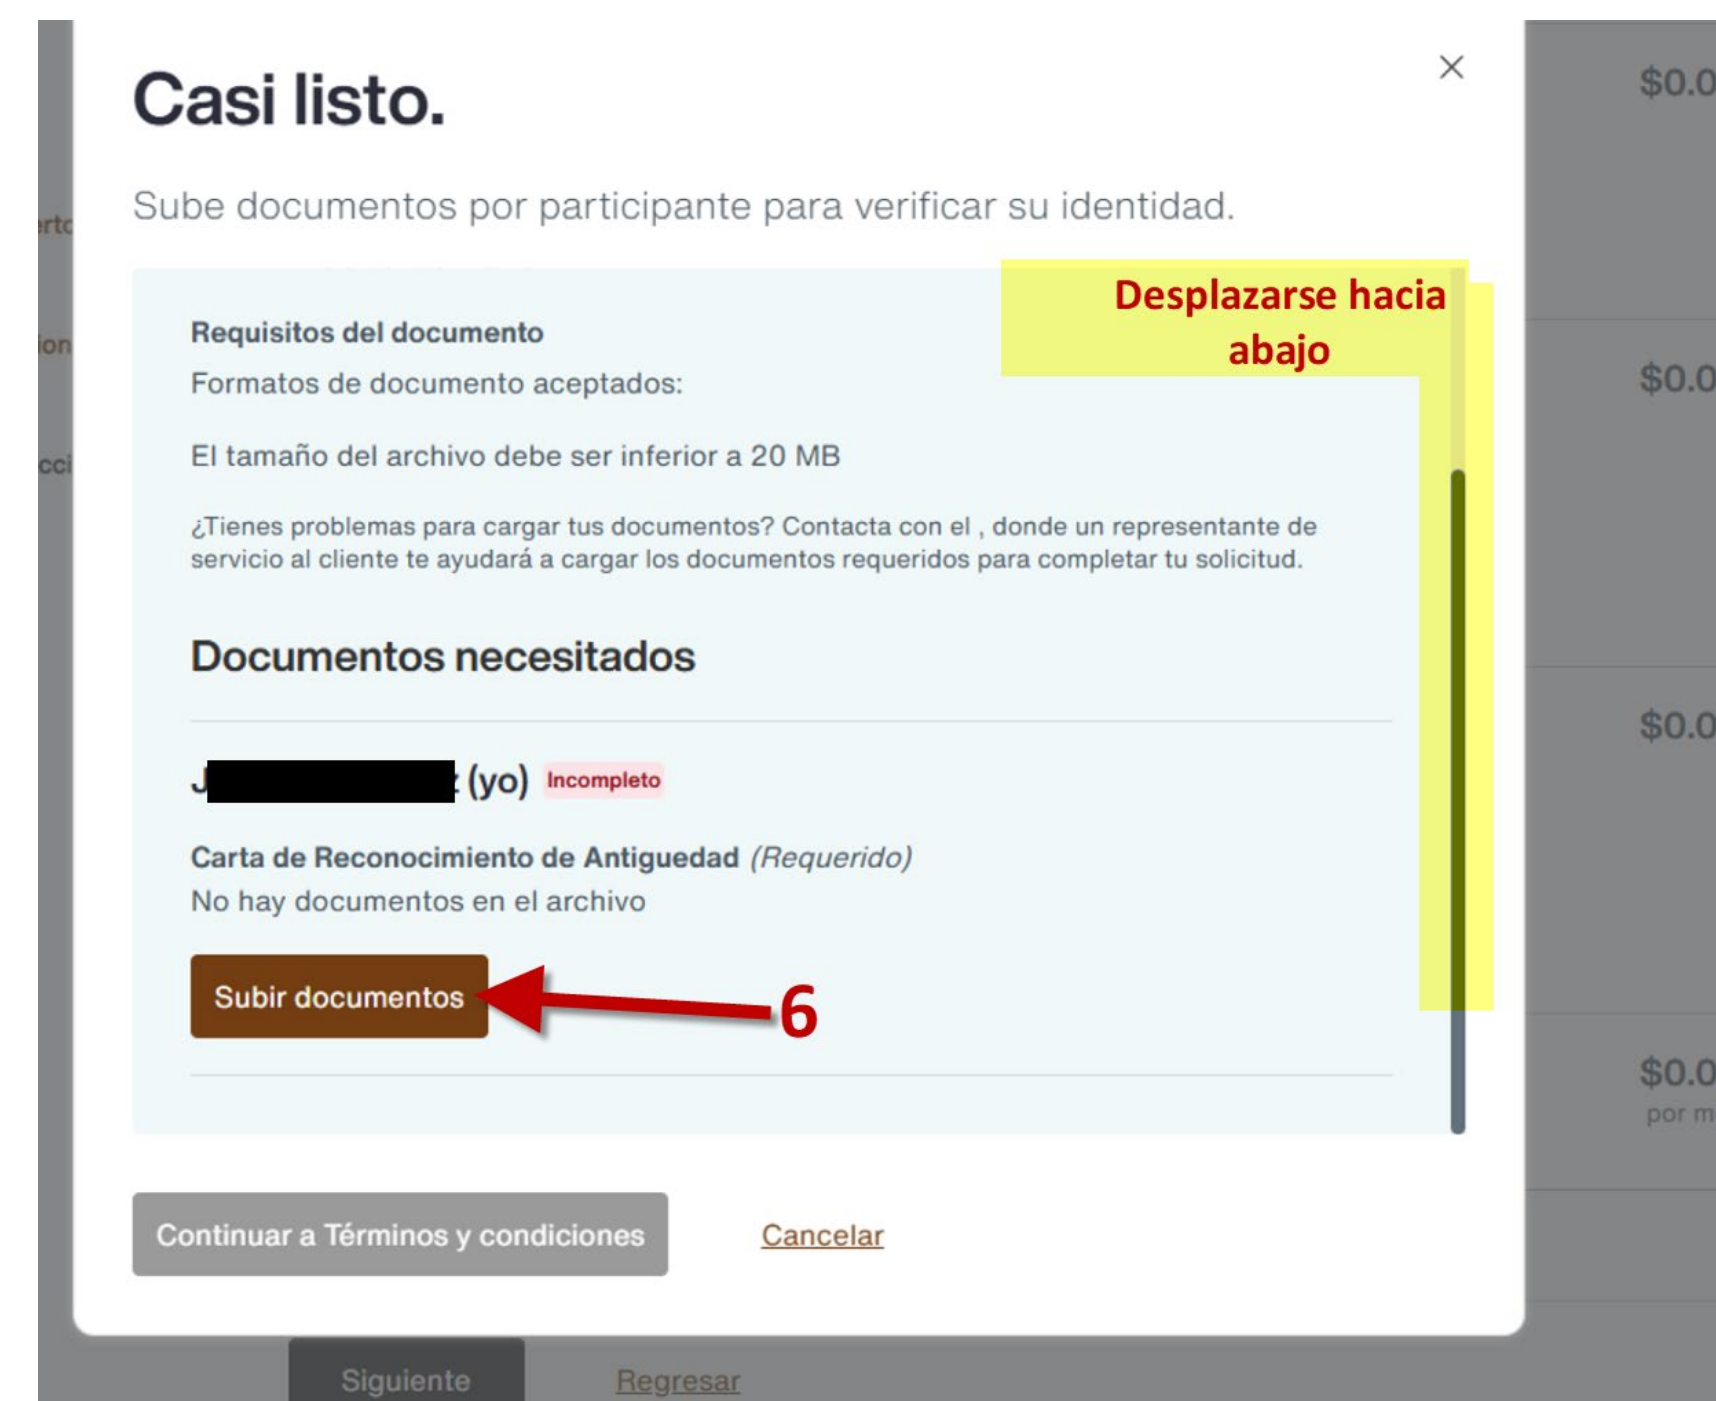 Casi listo.
$0.0
Sube documentos por participante para verificar su identidad.
Desplazarse hacia
abajo
Requisitos del documento
Formatos de documento aceptados:
$0.0
El tamaño del archivo debe ser inferior a 20 MB
¿Tienes problemas para cargar tus documentos? Contacta con el , donde un representante de
servicio al cliente te ayudará a cargar los documentos requeridos para completar tu solicitud.
Documentos necesitados
$0.0
(yo) Incompleto
Carta de Reconocimiento de Antiguedad (Requerido)
No hay documentos en el archivo
Subir documentos
6
$0.0
por m
Continuar a Términos y condiciones
Cancelar
Siguiente
Regresar